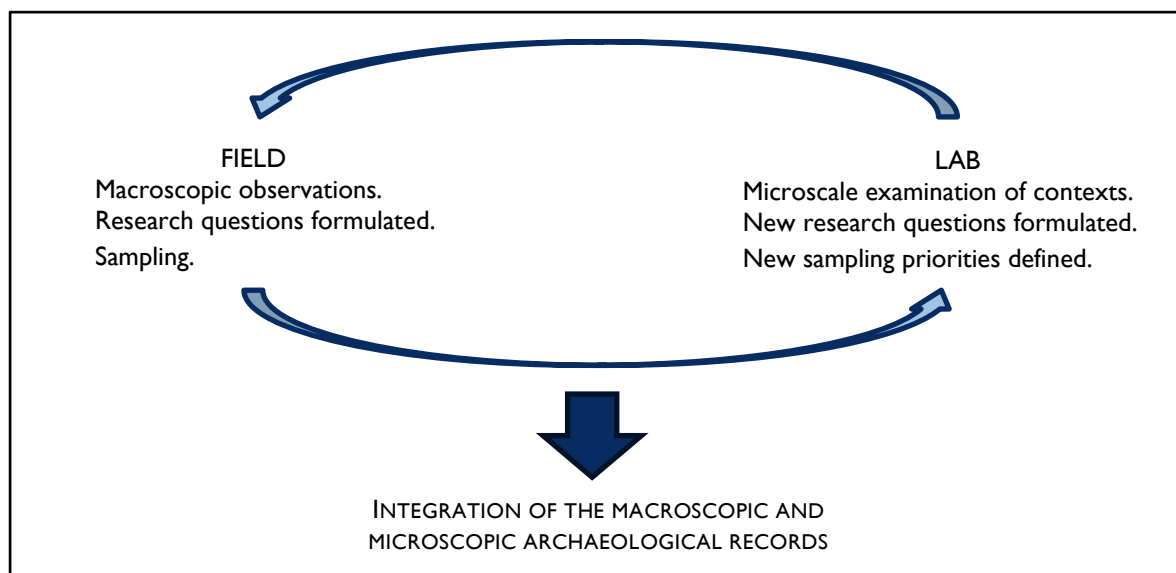 FIELD
Macroscopic observations.
Research questions formulated.
Sampling.
LAB
Microscale examination of contexts.
New research questions formulated.
New sampling priorities defined.
INTEGRATION OF THE MACROSCOPIC AND
MICROSCOPIC ARCHAEOLOGICAL RECORDS